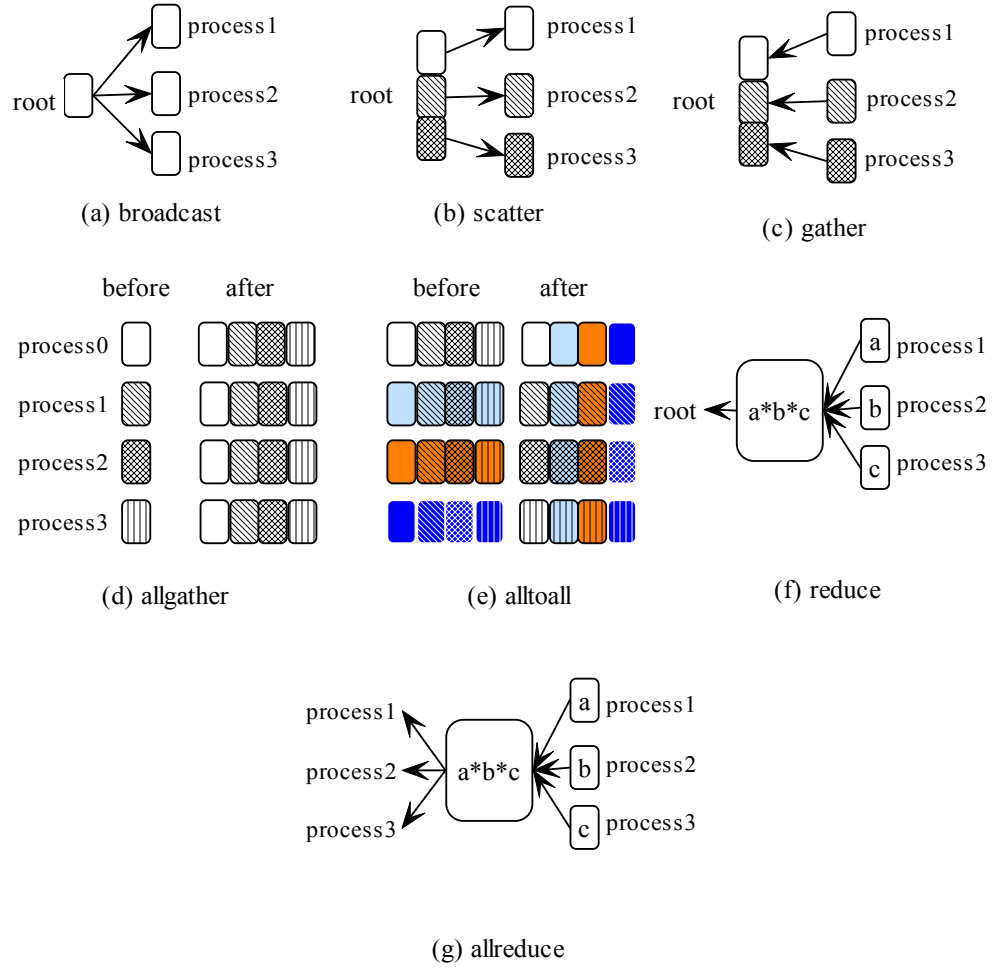 process1
root
process2
process3
(a) broadcast
process1
root
process2
process3
(b) scatter
process1
root
process2
process3
(c) gather
before after
process0
process1
process2
process3
(d) allgather
before after
(e) alltoall
a process1
root a*b*c b process2
c process3
(f) reduce
process1 a process1
process2 a*b*c b process2
process3 c process3
(g) allreduce